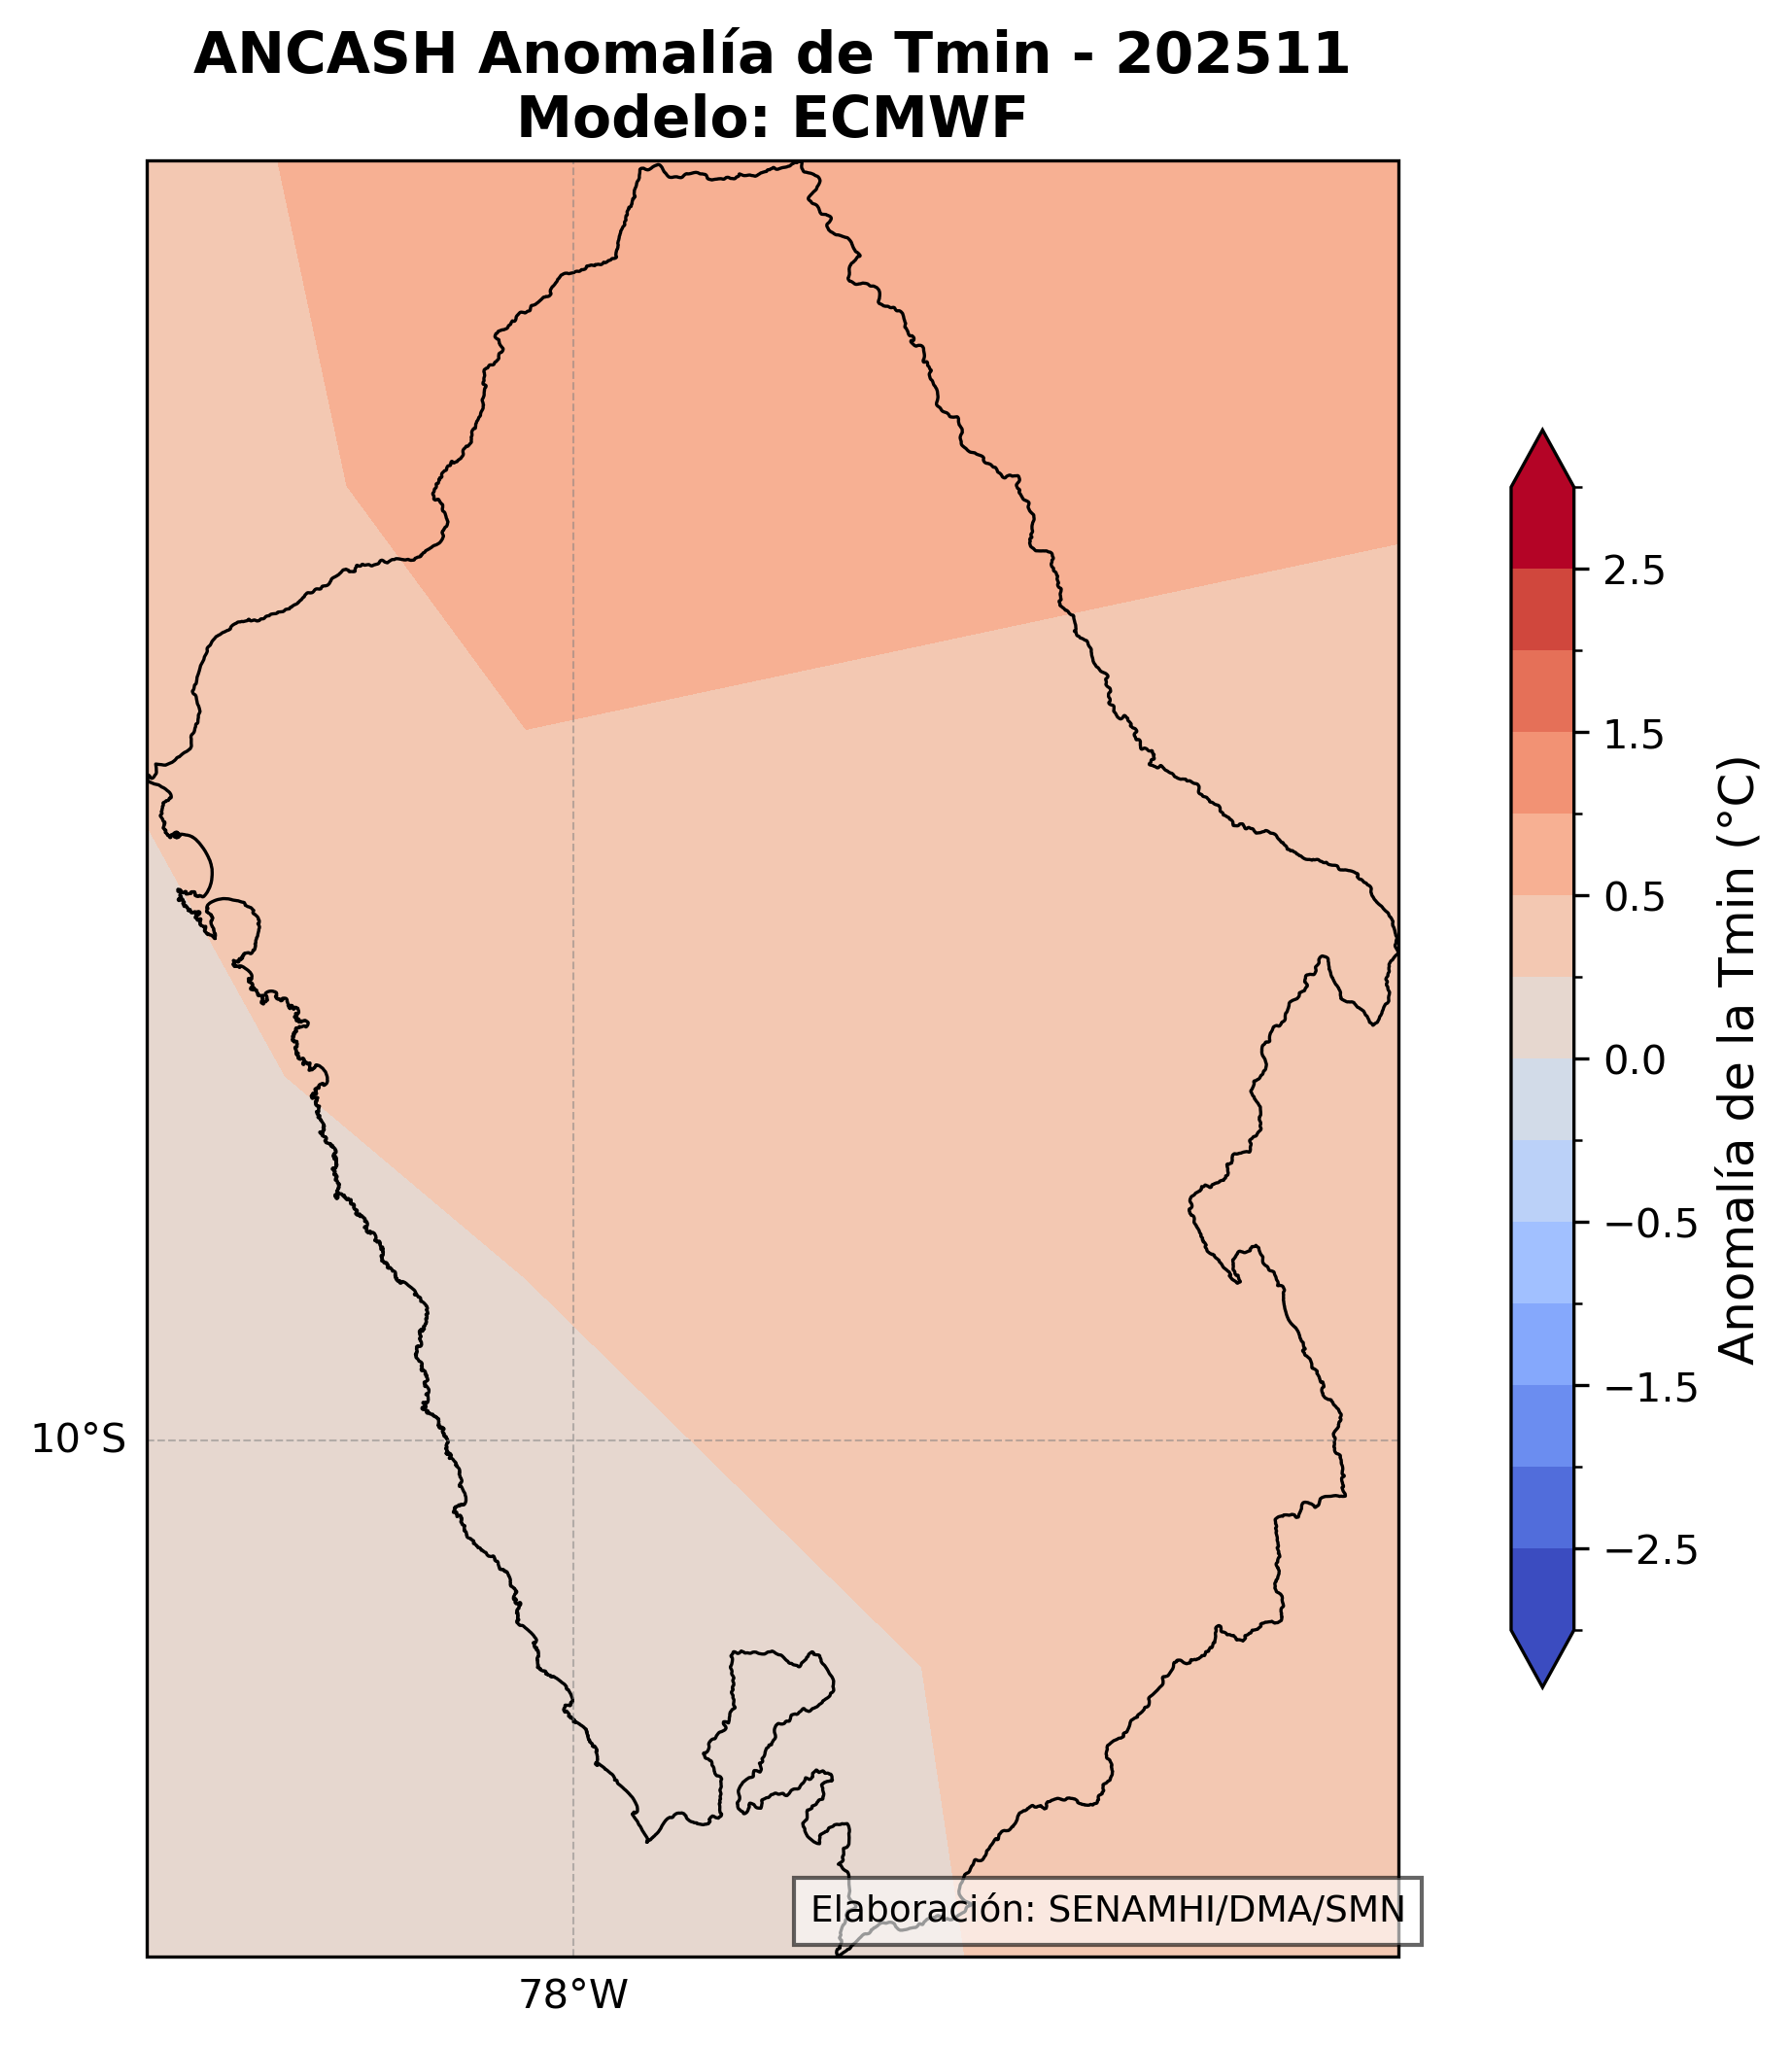 ANCASH Anomalía de Tmin - 202511
Modelo: ECMWF
2.5
1.5
0.5
0.0
−0.5
−1.5
−2.5
Anomalía de la Tmin (°C)
10°S
78°W
Elaboración: SENAMHI/DMA/SMN